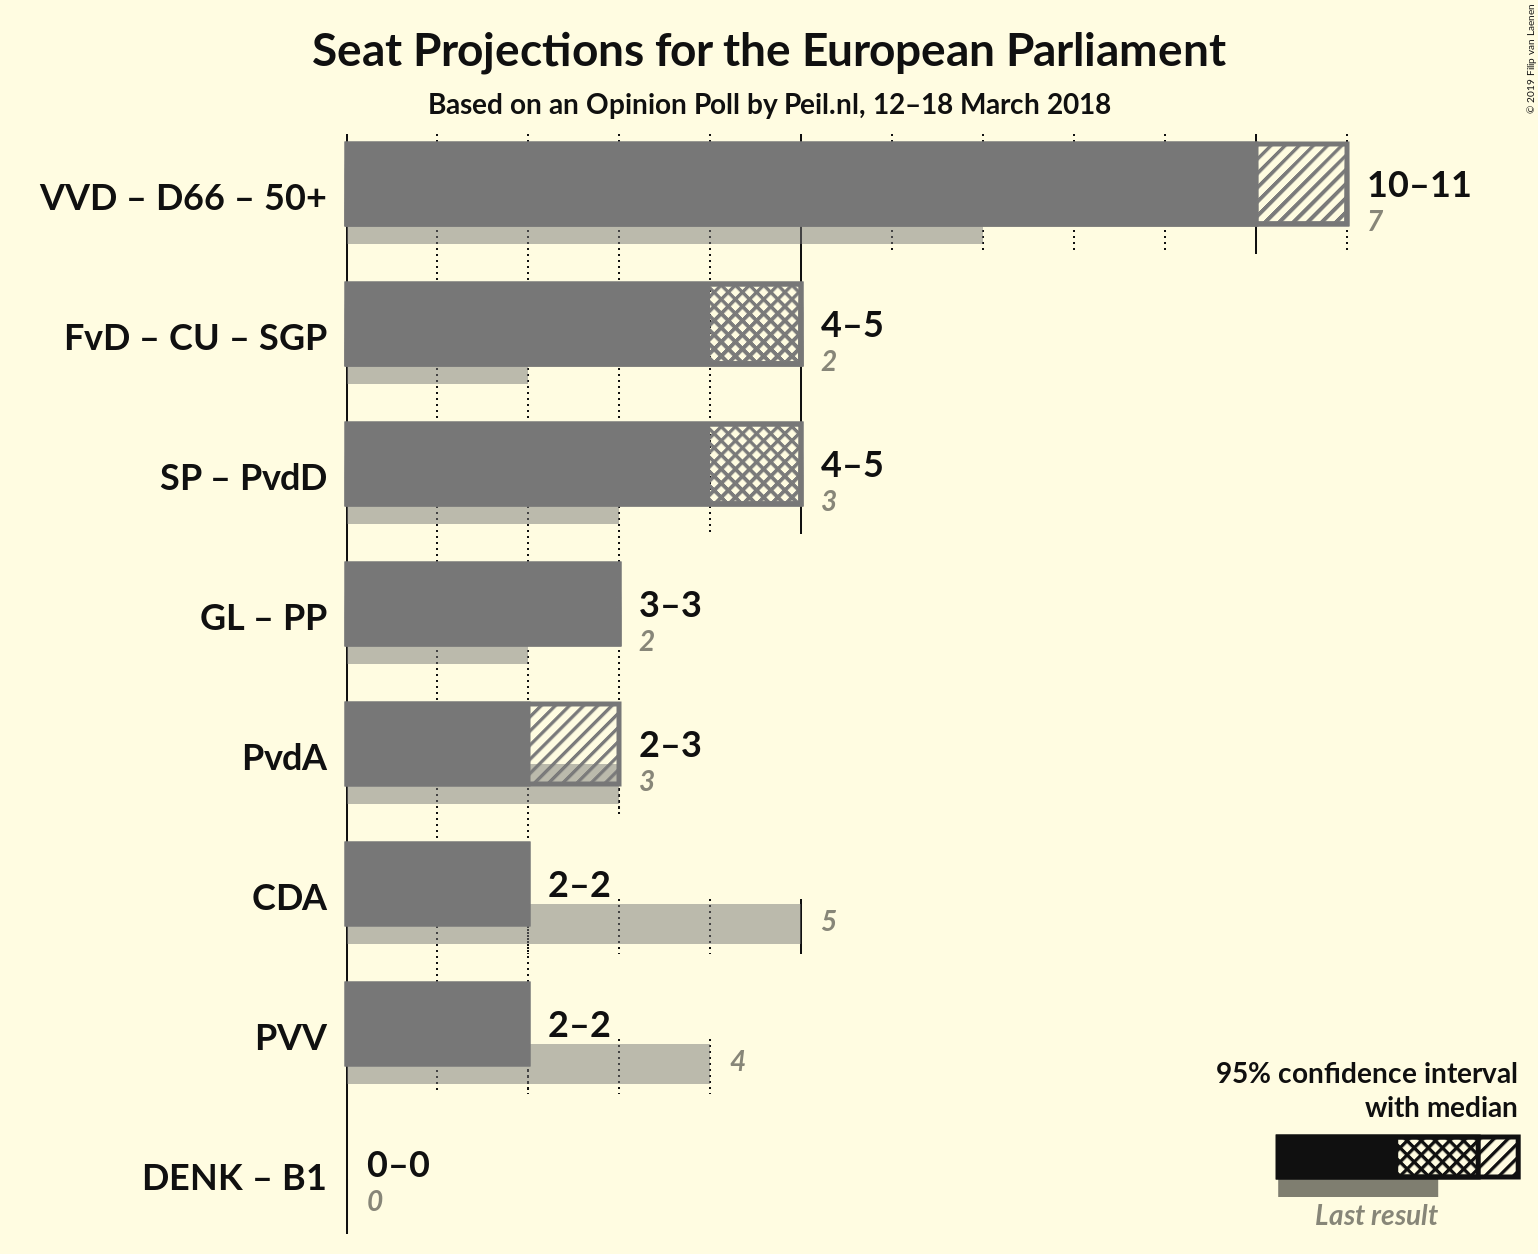 Seat Projections for the European Parliament
Based on an Opinion Poll by Peil.nl, 12–18 March 2018
© 2019 Filip van Laenen
VVD – D66 – 50+
10–11
7
FvD – CU – SGP
4–5
2
SP – PvdD
4–5
3
GL – PP
3–3
2
PvdA
2–3
3
CDA
2–2
5
PVV
2–2
4
DENK – B1
0–0
0
95% confidence interval
with median
Last result